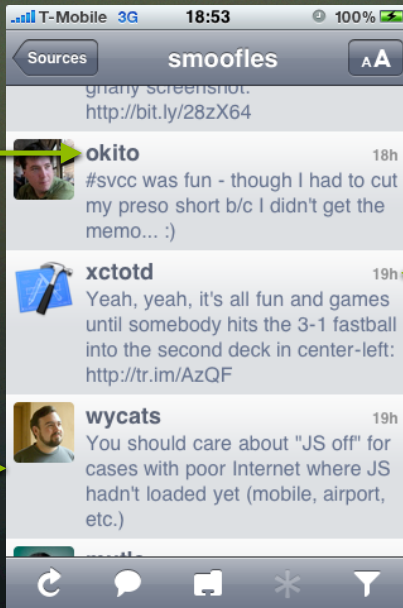 T-Mobile 3G 18:53 100%
Sources smoofles AA
gnarly screenshot:
http://bit.ly/28zX64
okito 18h
#svcc was fun - though I had to cut
my preso short b/c I didn't get the
memo... :)
xctotd 19h
Yeah, yeah, it's all fun and games
until somebody hits the 3-1 fastball
into the second deck in center-left:
http://tr.im/AzQF
wycats 19h
You should care about "JS off" for
cases with poor Internet where JS
hadn't loaded yet (mobile, airport,
etc.)